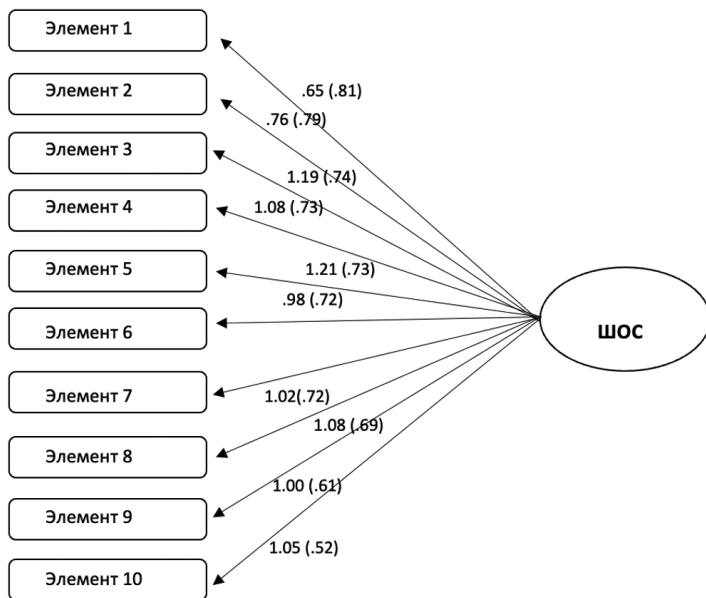 Элемент 1
Элемент 2
Элемент 3
Элемент 4
Элемент 5
Элемент 6
Элемент 7
Элемент 8
Элемент 9
Элемент 10
.65 (.81)
.76 (.79)
1.19 (.74)
1.08 (.73)
1.21 (.73)
.98 (.72)
1.02(.72)
1.08 (.69)
1.00 (.61)
1.05 (.52)
ШОС